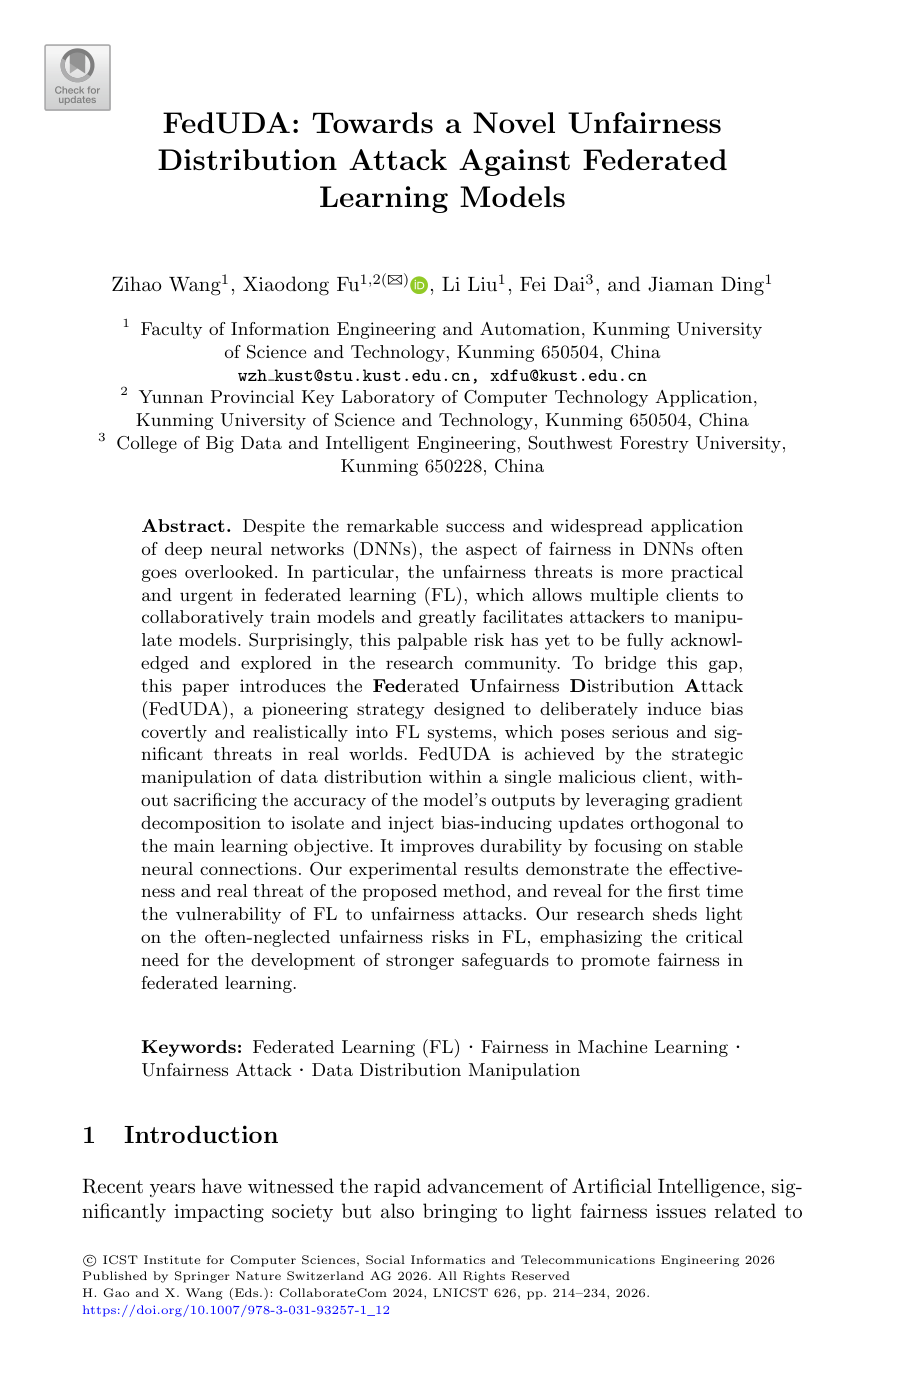 Check for
updates
FedUDA: Towards a Novel Unfairness
Distribution Attack Against Federated
Learning Models
Zihao Wang1, Xiaodong Fu1,2(✉), Li Liu1, Fei Dai3, and Jiaman Ding1
1 Faculty of Information Engineering and Automation, Kunming University
of Science and Technology, Kunming 650504, China
wzh_kust@stu.kust.edu.cn, xdfu@kust.edu.cn
2 Yunnan Provincial Key Laboratory of Computer Technology Application,
Kunming University of Science and Technology, Kunming 650504, China
3 College of Big Data and Intelligent Engineering, Southwest Forestry University,
Kunming 650228, China
Abstract. Despite the remarkable success and widespread application
of deep neural networks (DNNs), the aspect of fairness in DNNs often
goes overlooked. In particular, the unfairness threats is more practical
and urgent in federated learning (FL), which allows multiple clients to
collaboratively train models and greatly facilitates attackers to manipu-
late models. Surprisingly, this palpable risk has yet to be fully acknowl-
edged and explored in the research community. To bridge this gap,
this paper introduces the Federated Unfairness Distribution Attack
(FedUDA), a pioneering strategy designed to deliberately induce bias
covertly and realistically into FL systems, which poses serious and sig-
nificant threats in real worlds. FedUDA is achieved by the strategic
manipulation of data distribution within a single malicious client, with-
out sacrificing the accuracy of the model's outputs by leveraging gradient
decomposition to isolate and inject bias-inducing updates orthogonal to
the main learning objective. It improves durability by focusing on stable
neural connections. Our experimental results demonstrate the effective-
ness and real threat of the proposed method, and reveal for the first time
the vulnerability of FL to unfairness attacks. Our research sheds light
on the often-neglected unfairness risks in FL, emphasizing the critical
need for the development of stronger safeguards to promote fairness in
federated learning.
Keywords: Federated Learning (FL) · Fairness in Machine Learning ·
Unfairness Attack · Data Distribution Manipulation
1 Introduction
Recent years have witnessed the rapid advancement of Artificial Intelligence, sig-
nificantly impacting society but also bringing to light fairness issues related to
© ICST Institute for Computer Sciences, Social Informatics and Telecommunications Engineering 2026
Published by Springer Nature Switzerland AG 2026. All Rights Reserved
H. Gao and X. Wang (Eds.): CollaborateCom 2024, LNICST 626, pp. 214–234, 2026.
https://doi.org/10.1007/978-3-031-93257-1_12